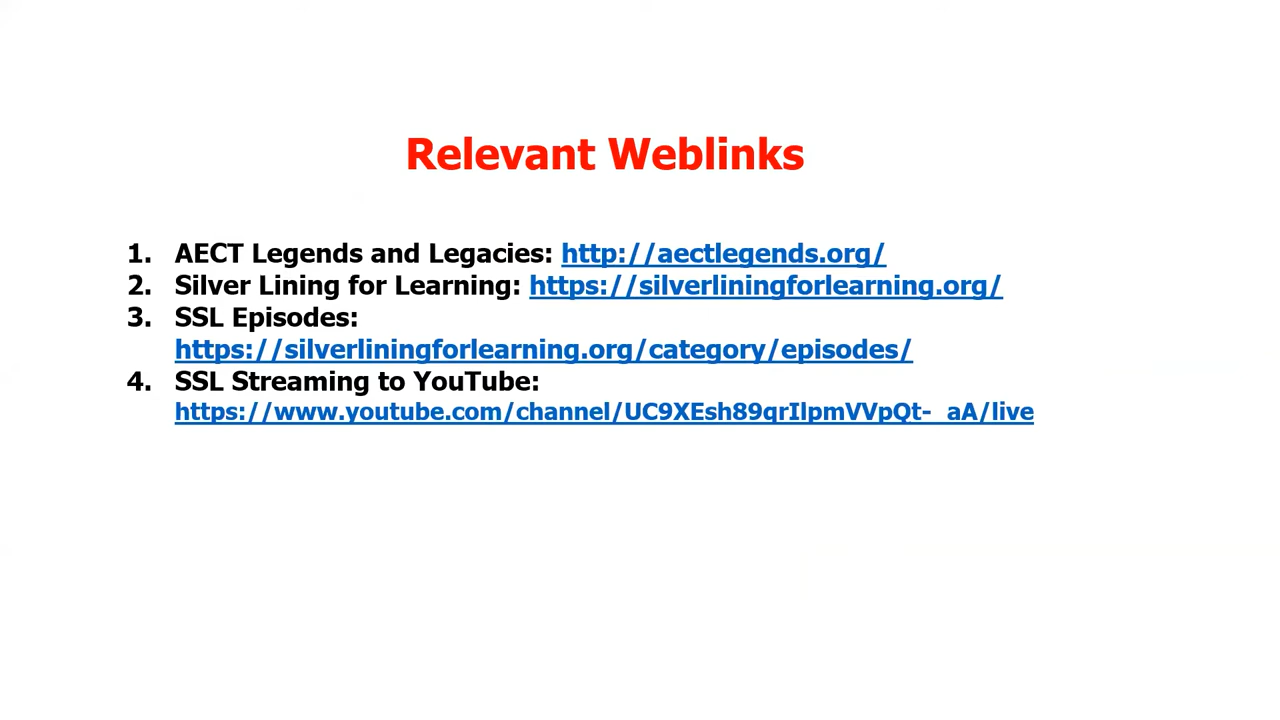 Relevant Weblinks
1. AECT Legends and Legacies: http://aectlegends.org/
2. Silver Lining for Learning: https://silverliningforlearning.org/
3. SSL Episodes:
https://silverliningforlearning.org/category/episodes/
4. SSL Streaming to YouTube:
https://www.youtube.com/channel/UC9XEsh89qrIlpmVVpQt-_aA/live